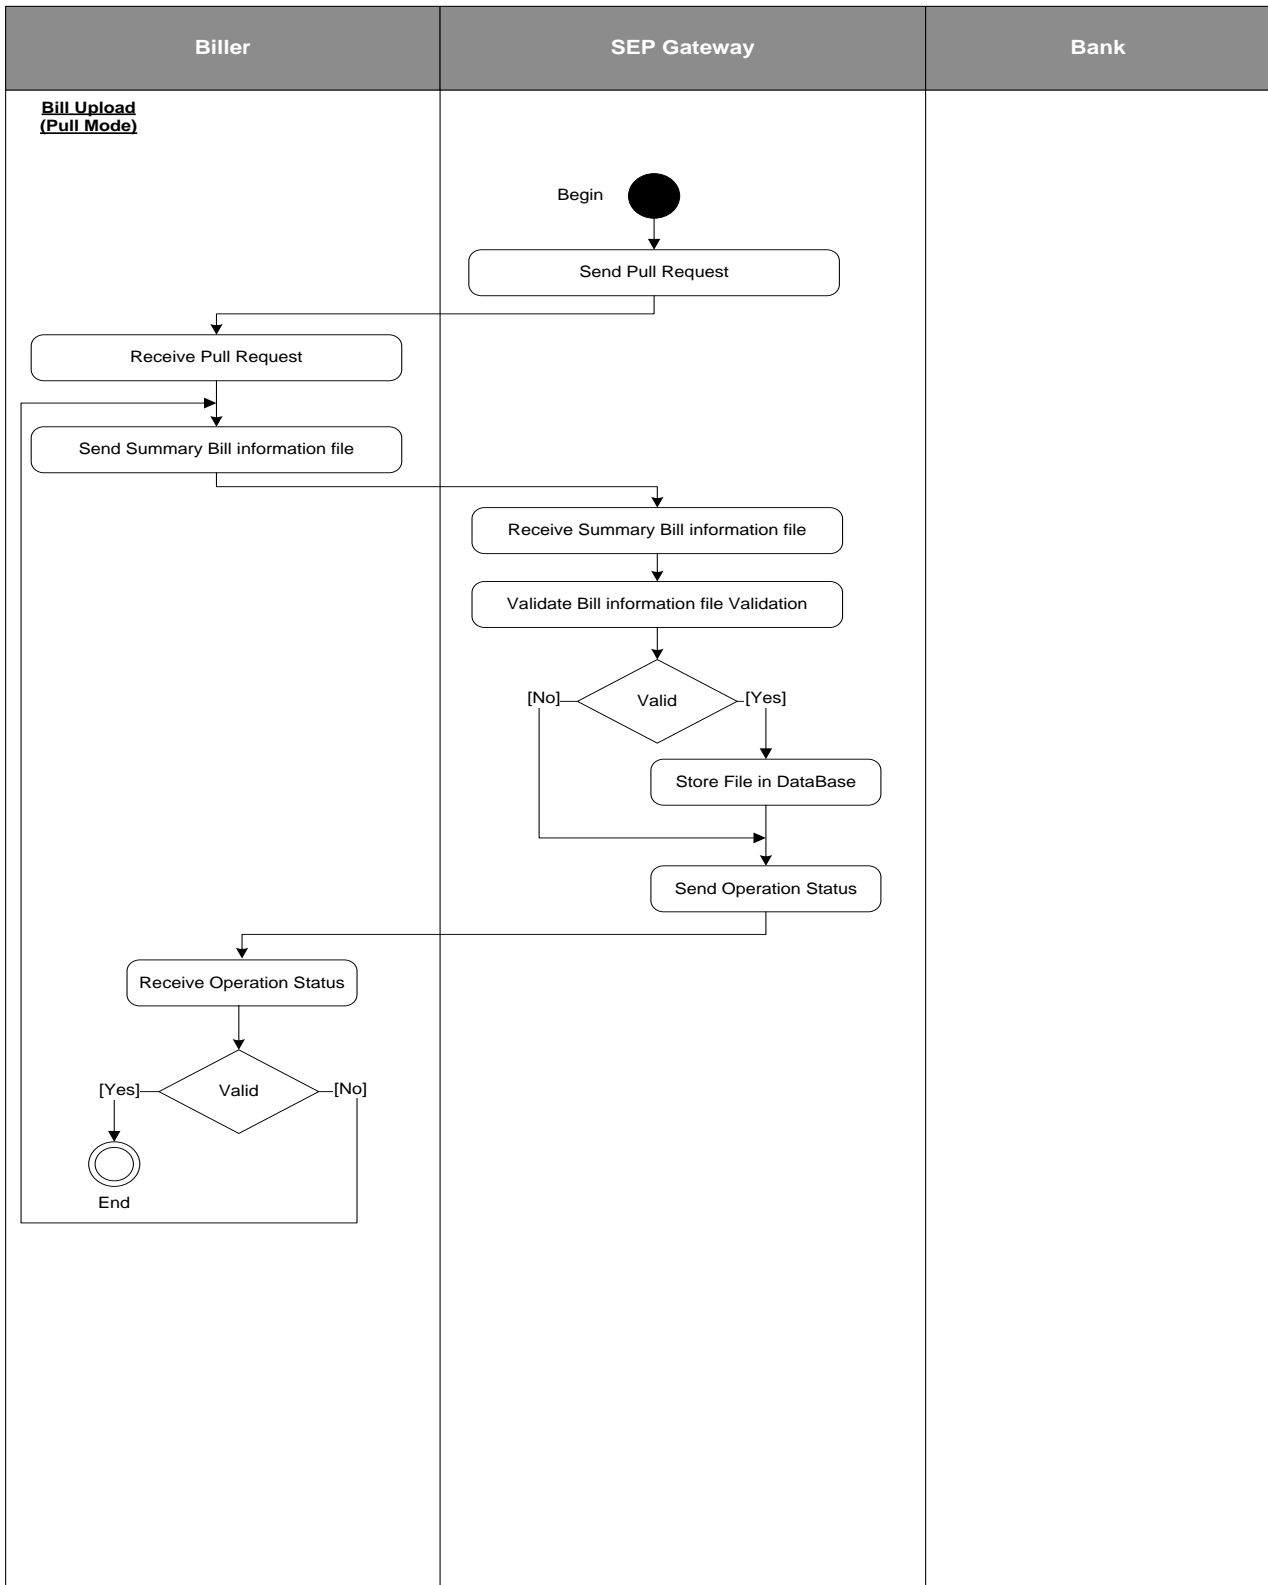 Biller
SEP Gateway
Bank
Bill Upload
(Pull Mode)
Begin
Send Pull Request
Receive Pull Request
Send Summary Bill information file
Receive Summary Bill information file
Validate Bill information file Validation
[No]
Valid
[Yes]
Store File in DataBase
Send Operation Status
Receive Operation Status
[Yes]
Valid
[No]
End